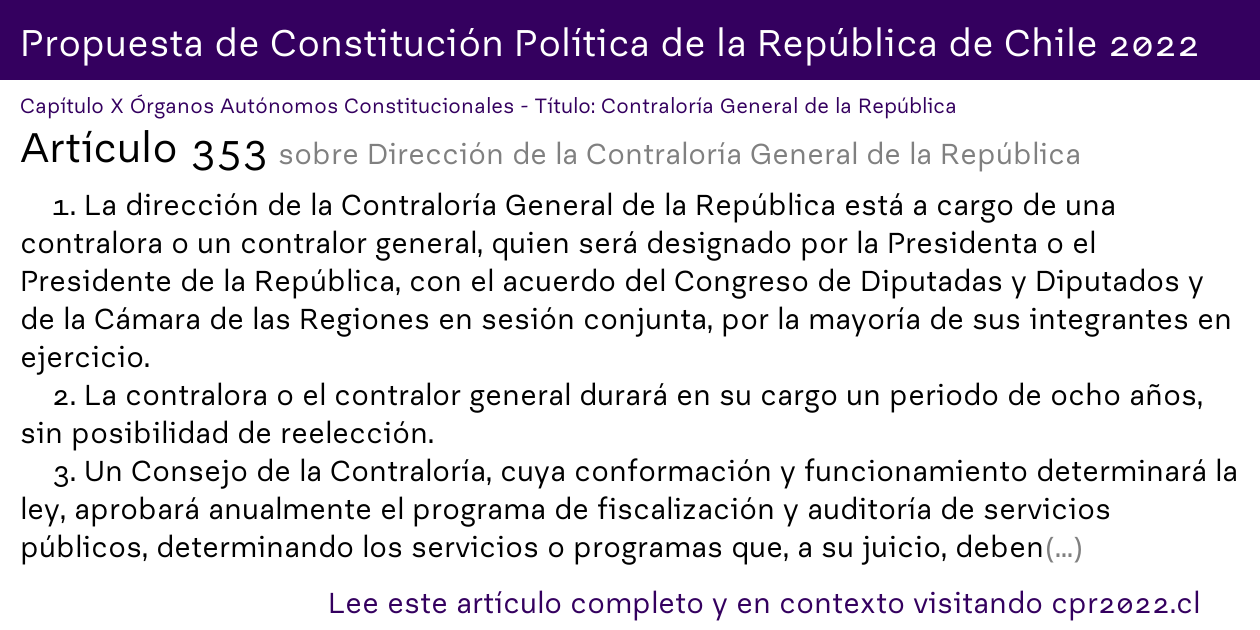 Propuesta de Constitución Política de la República de Chile 2022
Capítulo X Órganos Autónomos Constitucionales - Título: Contraloría General de la República
Artículo 353 sobre Dirección de la Contraloría General de la República
1. La dirección de la Contraloría General de la República está a cargo de una
contralora o un contralor general, quien será designado por la Presidenta o el
Presidente de la República, con el acuerdo del Congreso de Diputadas y Diputados y
de la Cámara de las Regiones en sesión conjunta, por la mayoría de sus integrantes en
ejercicio.
2. La contralora o el contralor general durará en su cargo un periodo de ocho años,
sin posibilidad de reelección.
3. Un Consejo de la Contraloría, cuya conformación y funcionamiento determinará la
ley, aprobará anualmente el programa de fiscalización y auditoría de servicios
públicos, determinando los servicios o programas que, a su juicio, deben(...)
Lee este artículo completo y en contexto visitando cpr2022.cl